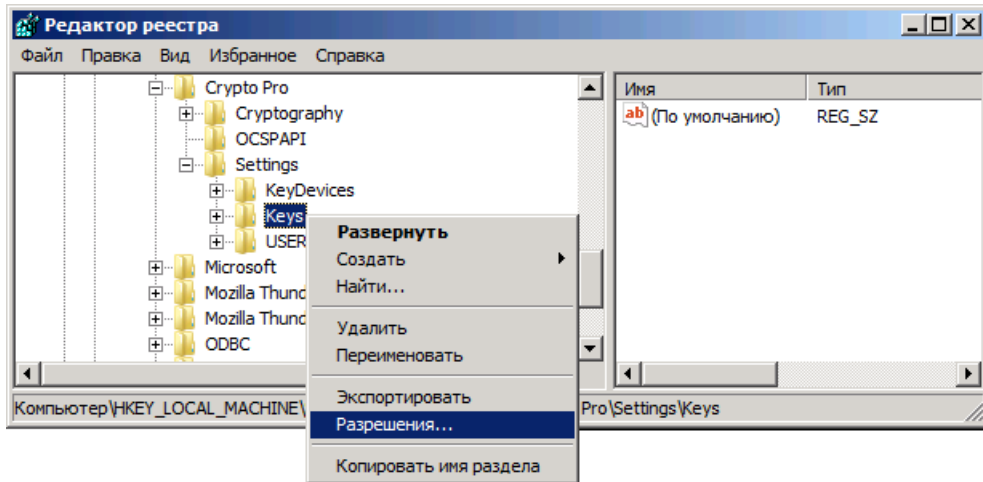 Редактор реестра
Файл Правка Вид Избранное Справка
Crypto Pro
Cryptography
OCSPAPI
Settings
KeyDevices
Keys
USER
Microsoft
Mozilla Thund
Mozilla Thund
ODBC
Имя Тип
ab (По умолчанию) REG_SZ
Развернуть
Создать
Найти...
Удалить
Переименовать
Экспортировать
Разрешения...
Копировать имя раздела
Компьютер\HKEY_LOCAL_MACHINE\ Pro\Settings\Keys